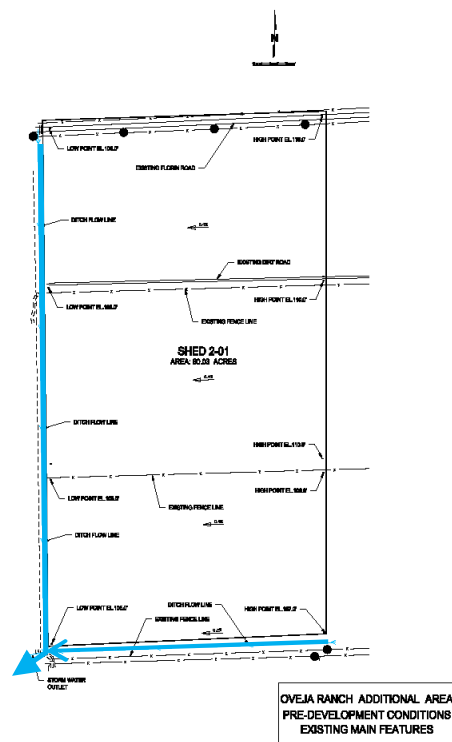 N
LOW POINT EL.
HIGH POINT EL.
EXISTING FLORIN ROAD
DITCH FLOW LINE
EXISTING DIRT ROAD
LOW POINT EL.
HIGH POINT EL.
EXISTING FENCE LINE
SHED 2-01
AREA: 80.03 ACRES
DITCH FLOW LINE
HIGH POINT EL.
LOW POINT EL.
HIGH POINT EL.
EXISTING FENCE LINE
DITCH FLOW LINE
LOW POINT EL.
DITCH FLOW LINE
HIGH POINT EL.
EXISTING FENCE LINE
STORM WATER
OUTLET
OVEJA RANCH ADDITIONAL AREA
PRE-DEVELOPMENT CONDITIONS
EXISTING MAIN FEATURES